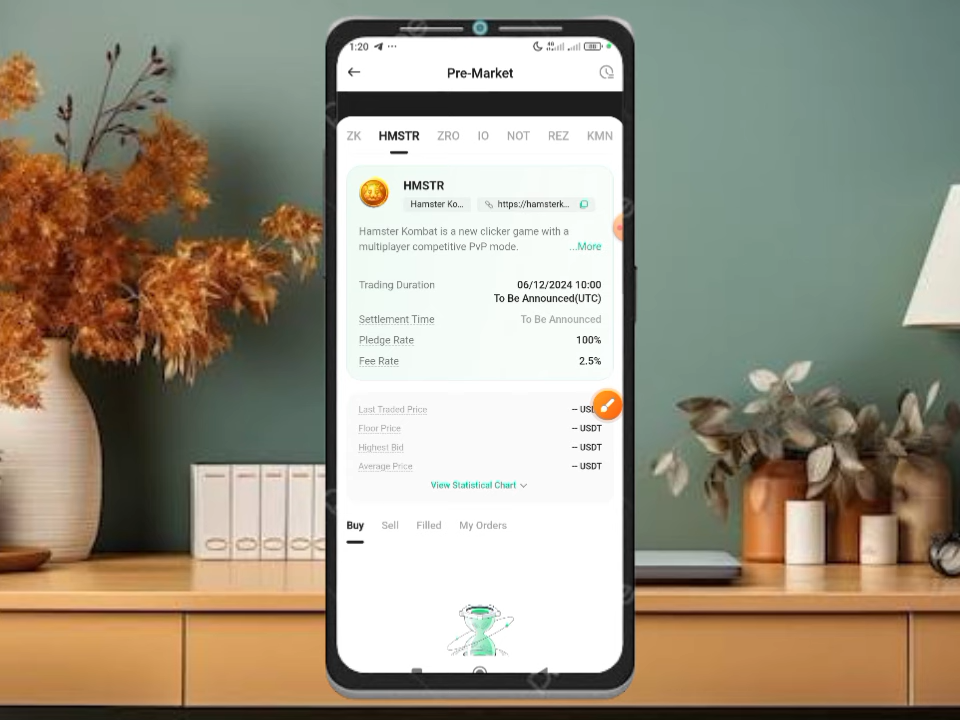 1:20
Pre-Market
ZK HMSTR ZRO IO NOT REZ KMN
HMSTR
Hamster Ko... https://hamsterk...
Hamster Kombat is a new clicker game with a
multiplayer competitive PvP mode. ...More
Trading Duration 06/12/2024 10:00
To Be Announced(UTC)
Settlement Time To Be Announced
Pledge Rate 100%
Fee Rate 2.5%
Last Traded Price -- US
Floor Price -- USDT
Highest Bid -- USDT
Average Price -- USDT
View Statistical Chart
Buy Sell Filled My Orders